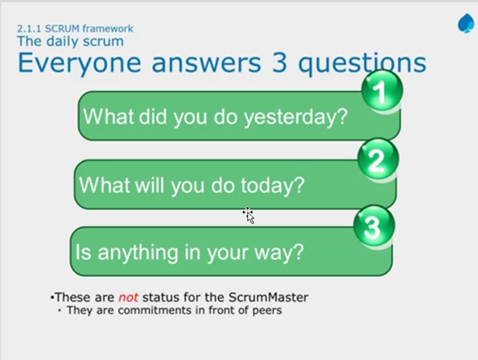 2.1.1 SCRUM framework
The daily scrum
Everyone answers 3 questions
1
What did you do yesterday?
2
What will you do today?
3
Is anything in your way?
•These are not status for the ScrumMaster
• They are commitments in front of peers